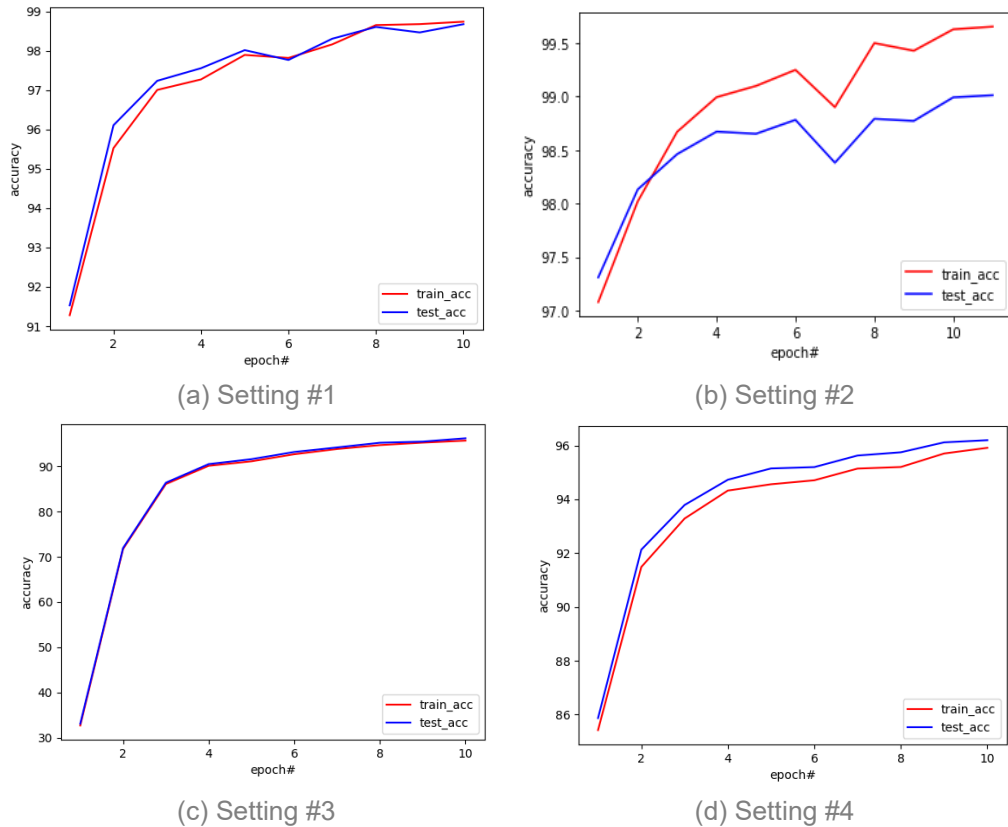 99
98
97
96
95
94
93
92
91
accuracy
train_acc
test_acc
2
4
6
8
10
epoch#
(a) Setting #1
99.5
99.0
98.5
98.0
97.5
97.0
accuracy
train_acc
test_acc
2
4
6
8
10
epoch#
(b) Setting #2
90
80
70
60
50
40
30
accuracy
train_acc
test_acc
2
4
6
8
10
epoch#
(c) Setting #3
96
94
92
90
88
86
accuracy
train_acc
test_acc
2
4
6
8
10
epoch#
(d) Setting #4